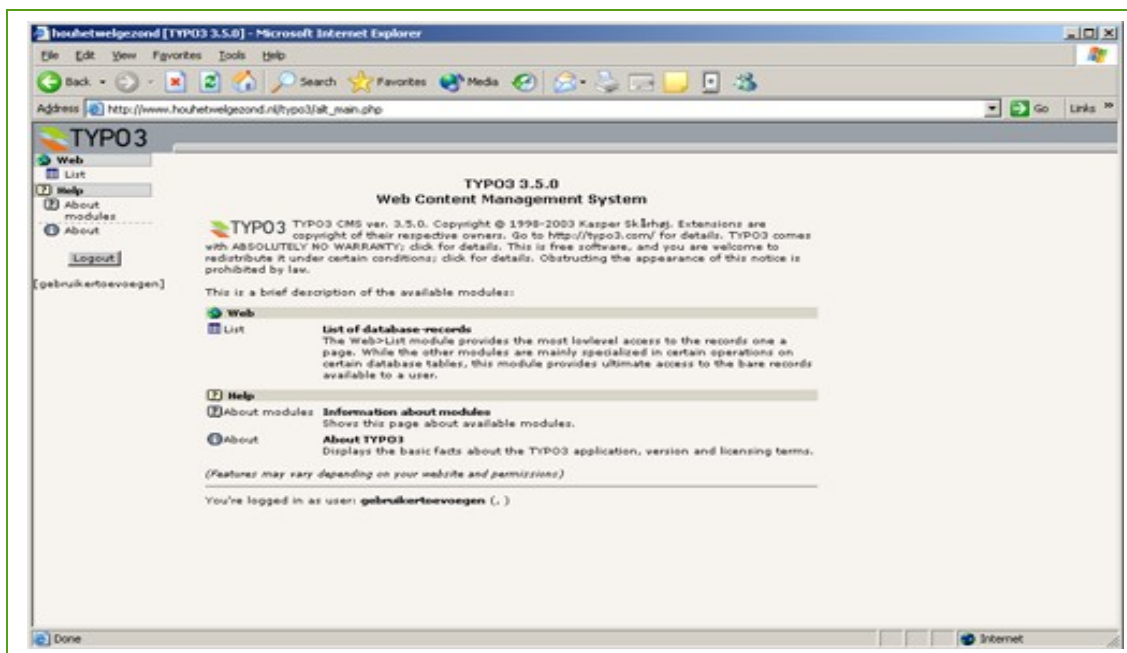 houhetwelgezond [TYPO3 3.5.0] - Microsoft Internet Explorer
File Edit View Favorites Tools Help
Back Search Favorites Media
Address http://www.houhetwelgezond.nl/typo3/alt_main.php Go Links »
TYPO3
Web
List
Help
About modules
About
Logout
[gebruikertoevoegen]
TYPO3 3.5.0
Web Content Management System
TYPO3 TYPO3 CMS ver. 3.5.0. Copyright © 1998-2003 Kasper Skårhøj. Extensions are
copyright of their respective owners. Go to http://typo3.com/ for details. TYPO3 comes
with ABSOLUTELY NO WARRANTY; click for details. This is free software, and you are welcome to
redistribute it under certain conditions; click for details. Obstructing the appearance of this notice is
prohibited by law.
This is a brief description of the available modules:
Web
List List of database-records
The Web>List module provides the most lowlevel access to the records one a
page. While the other modules are mainly specialized in certain operations on
certain database tables, this module provides ultimate access to the bare records
available to a user.
Help
About modules Information about modules
Shows this page about available modules.
About About TYPO3
Displays the basic facts about the TYPO3 application, version and licensing terms.
(Features may vary depending on your website and permissions)
You're logged in as user: gebruikertoevoegen (, )
Done Internet